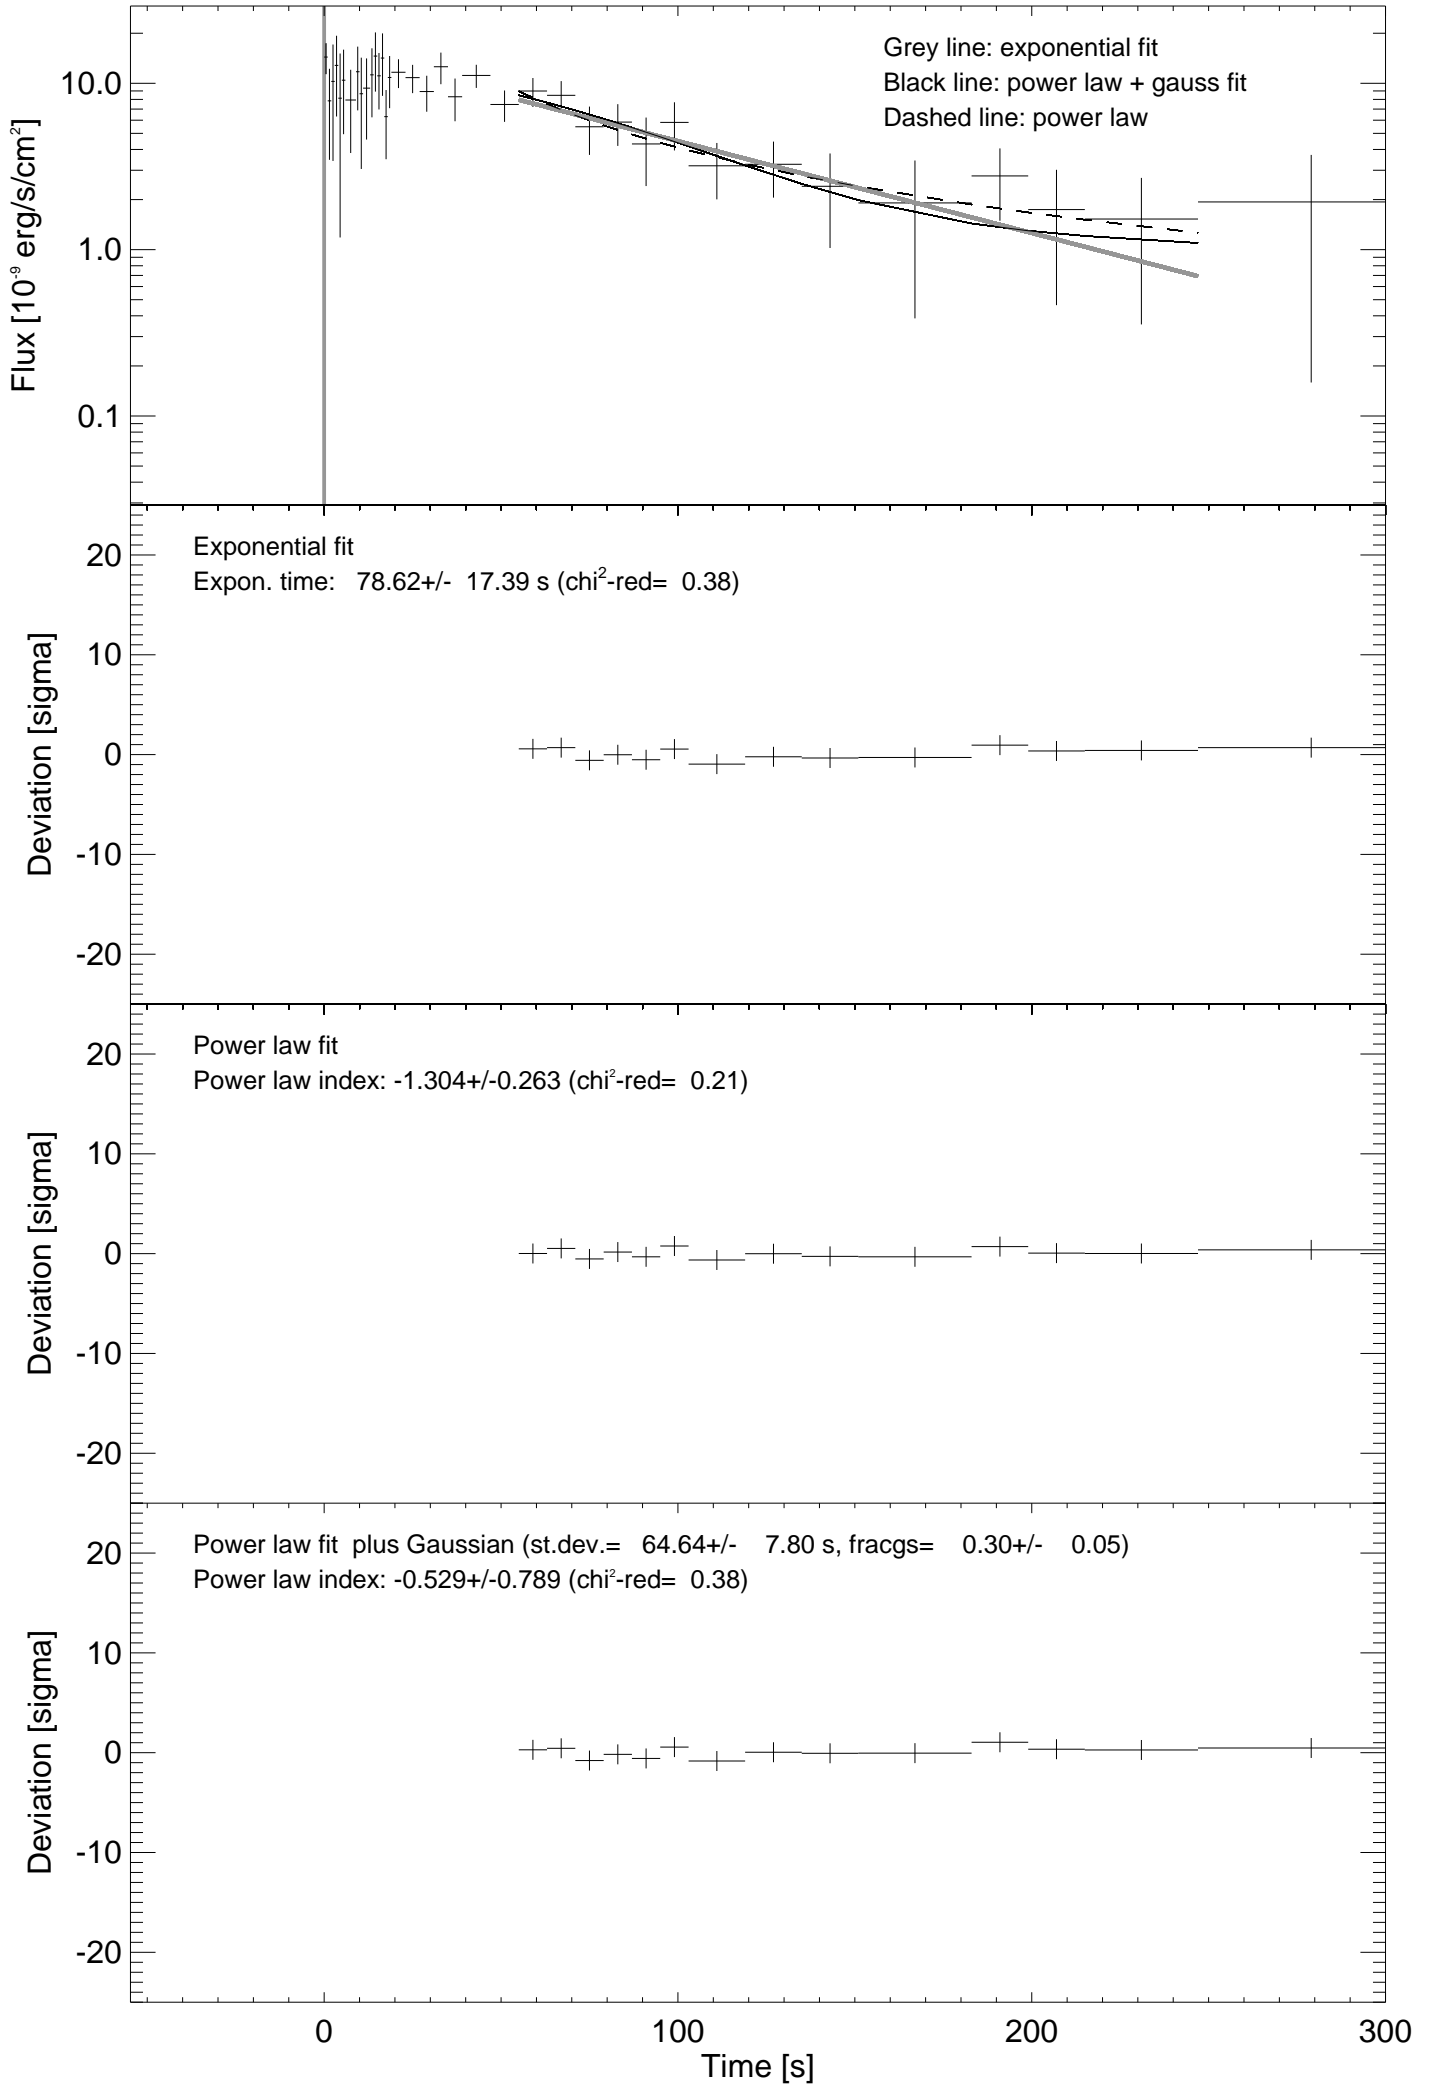 Grey line: exponential fit
Black line: power law + gauss fit
Dashed line: power law
10.0
1.0
0.1
Flux [10⁻⁹ erg/s/cm²]
Exponential fit
Expon. time: 78.62+/- 17.39 s (chi²-red= 0.38)
20
10
0
-10
-20
Deviation [sigma]
Power law fit
Power law index: -1.304+/-0.263 (chi²-red= 0.21)
20
10
0
-10
-20
Deviation [sigma]
Power law fit plus Gaussian (st.dev.= 64.64+/- 7.80 s, fracgs= 0.30+/- 0.05)
Power law index: -0.529+/-0.789 (chi²-red= 0.38)
20
10
0
-10
-20
Deviation [sigma]
0 100 200 300
Time [s]